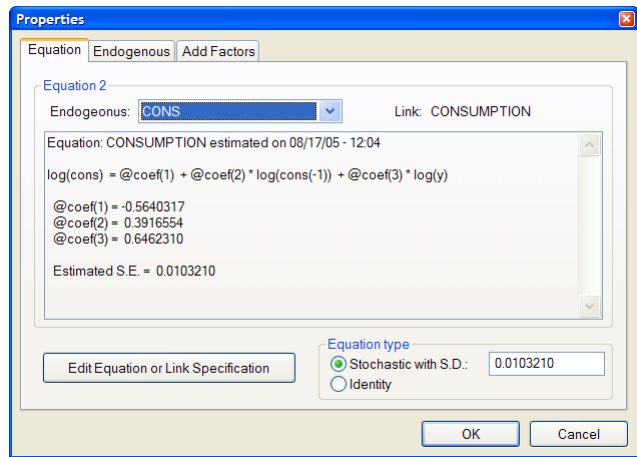 Properties
Equation Endogenous Add Factors
Equation 2
Endogeonus: CONS Link: CONSUMPTION
Equation: CONSUMPTION estimated on 08/17/05 - 12:04
log(cons) = @coef(1) + @coef(2) * log(cons(-1)) + @coef(3) * log(y)
@coef(1) = -0.5640317
@coef(2) = 0.3916554
@coef(3) = 0.6462310
Estimated S.E. = 0.0103210
Edit Equation or Link Specification
Equation type
Stochastic with S.D.: 0.0103210
Identity
OK Cancel